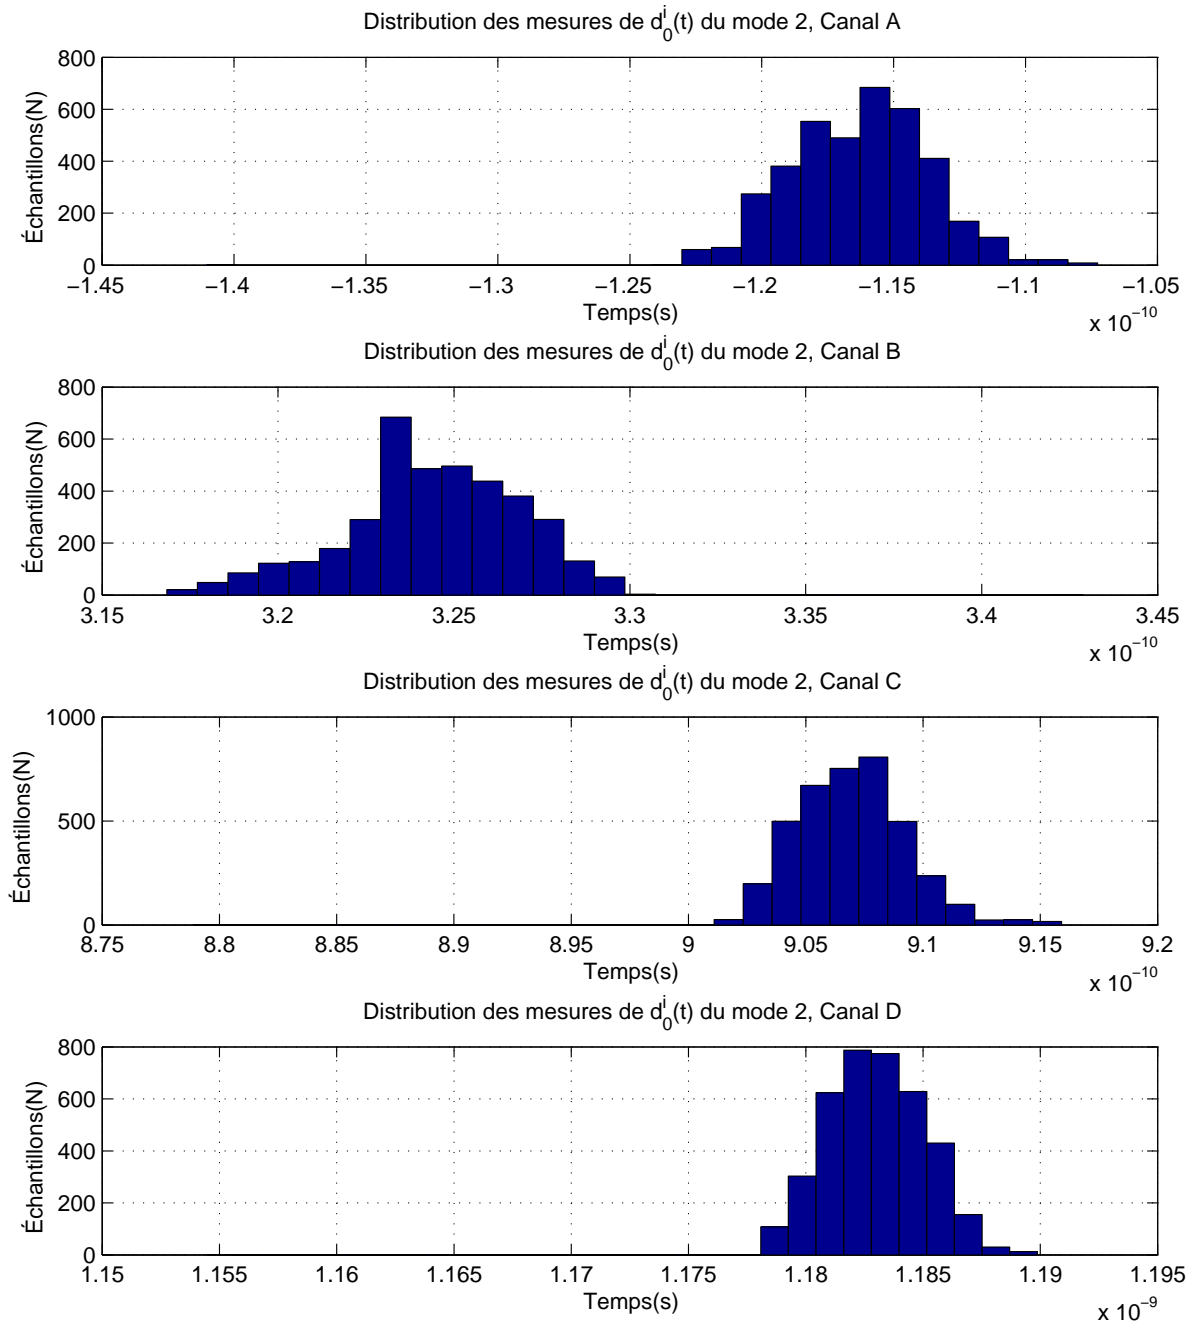 Distribution des mesures de d₀ⁱ(t) du mode 2, Canal A
Échantillons(N)
800
600
400
200
0
−1.45 −1.4 −1.35 −1.3 −1.25 −1.2 −1.15 −1.1 −1.05
Temps(s)
x 10⁻¹⁰
Distribution des mesures de d₀ⁱ(t) du mode 2, Canal B
Échantillons(N)
800
600
400
200
0
3.15 3.2 3.25 3.3 3.35 3.4 3.45
Temps(s)
x 10⁻¹⁰
Distribution des mesures de d₀ⁱ(t) du mode 2, Canal C
Échantillons(N)
1000
500
0
8.75 8.8 8.85 8.9 8.95 9 9.05 9.1 9.15 9.2
Temps(s)
x 10⁻¹⁰
Distribution des mesures de d₀ⁱ(t) du mode 2, Canal D
Échantillons(N)
800
600
400
200
0
1.15 1.155 1.16 1.165 1.17 1.175 1.18 1.185 1.19 1.195
Temps(s)
x 10⁻⁹